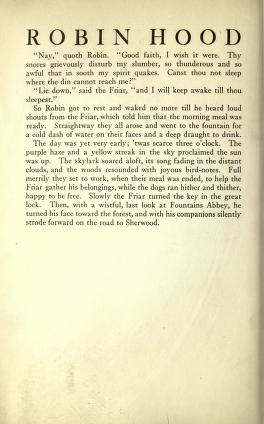 ROBIN HOOD
"Nay," quoth Robin. "Good faith, I wish it were. Thy
snores grievously disturb my slumber, so thunderous and so
awful that in sooth my spirit quakes. Canst thou not sleep
where the din cannot reach me?"
"Lie down," said the Friar, "and I will keep awake till thou
sleepest."
So Robin got to rest and waked no more till he heard loud
shouts from the Friar, which told him that the morning meal was
ready. Straightway they all arose and went to the fountain for
a cold dash of water on their faces and a deep draught to drink.
The day was yet very early; 'twas scarce three o'clock. The
purple haze and a yellow streak in the sky proclaimed the sun
was up. The skylark soared aloft, its song fading in the distant
clouds, and the woods resounded with joyous bird-notes. Full
merrily they set to work, when their meal was ended, to help the
Friar gather his belongings, while the dogs ran hither and thither,
happy to be free. Slowly the Friar turned the key in the great
lock. Then, with a wistful, last look at Fountains Abbey, he
turned his face toward the forest, and with his companions silently
strode forward on the road to Sherwood.